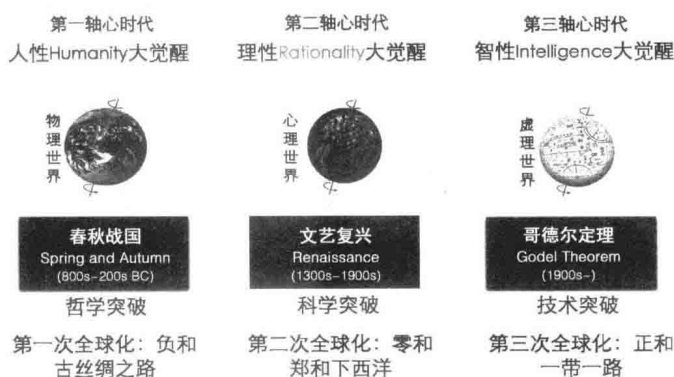 第一轴心时代
人性Humanity大觉醒
物理世界
春秋战国
Spring and Autumn
(800s-200s BC)
哲学突破
第一次全球化：负和
古丝绸之路
第二轴心时代
理性Rationality大觉醒
心理世界
文艺复兴
Renaissance
(1300s-1900s)
科学突破
第二次全球化：零和
郑和下西洋
第三轴心时代
智性Intelligence大觉醒
虚理世界
哥德尔定理
Godel Theorem
(1900s-)
技术突破
第三次全球化：正和
一带一路